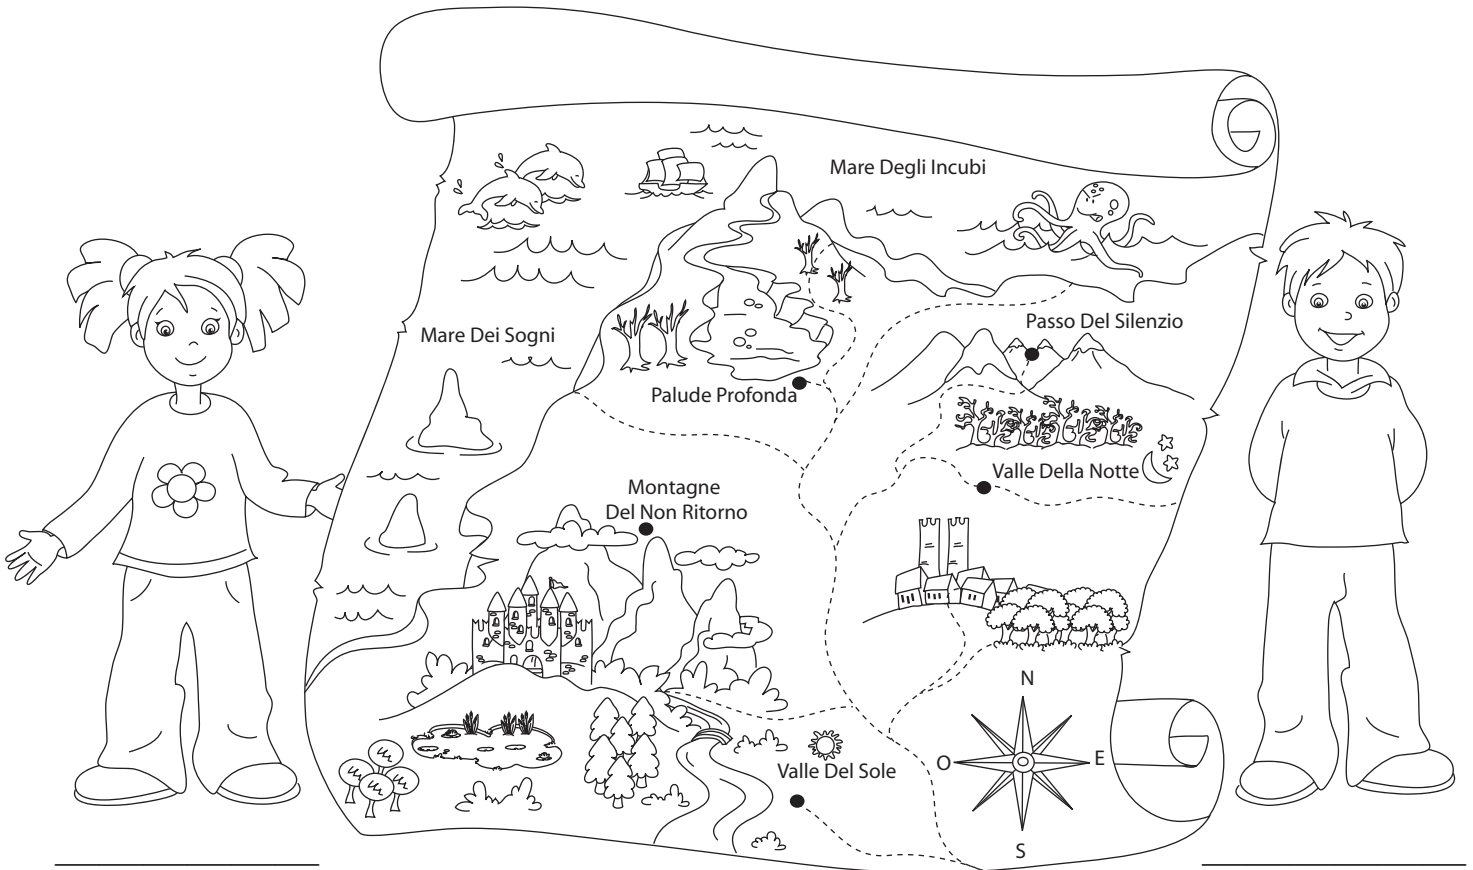 Mare Degli Incubi
Passo Del Silenzio
Mare Dei Sogni
Palude Profonda
Valle Della Notte
Montagne
Del Non Ritorno
N
O
E
S
Valle Del Sole